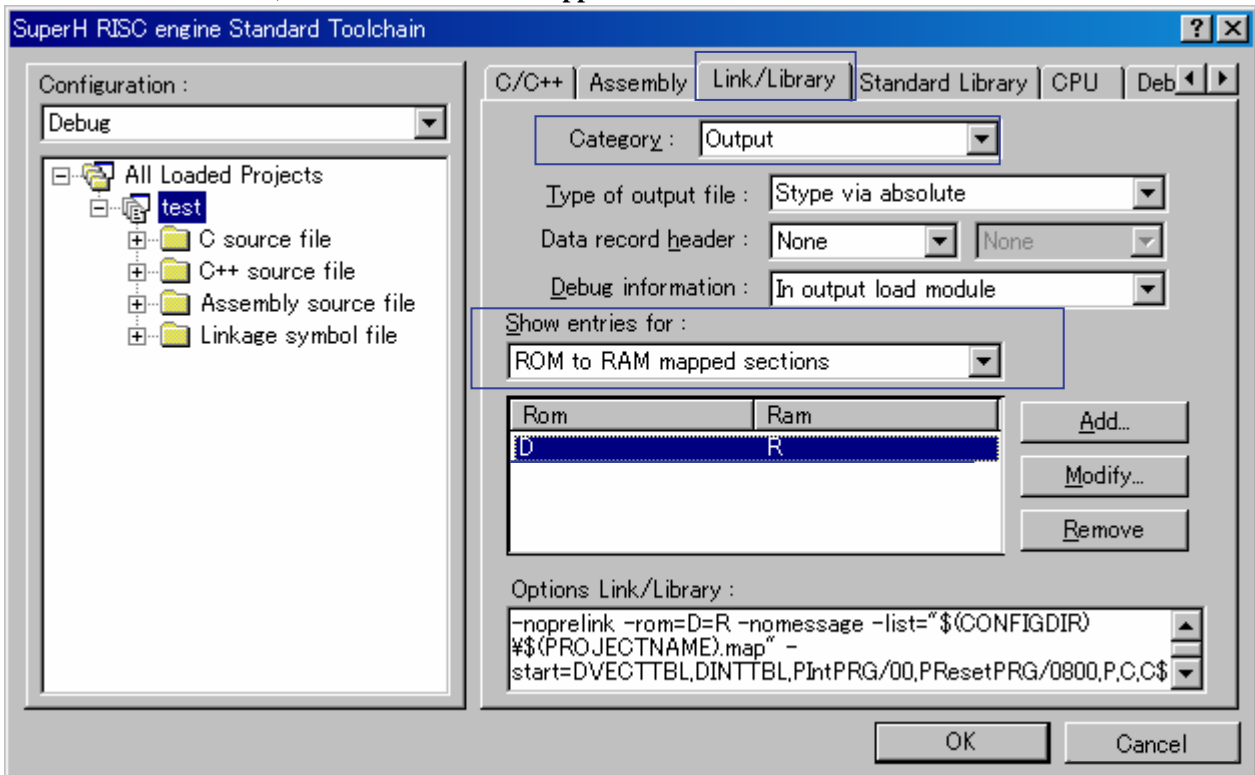 SuperH RISC engine Standard Toolchain
Configuration :
Debug
All Loaded Projects
test
C source file
C++ source file
Assembly source file
Linkage symbol file
C/C++ Assembly Link/Library Standard Library CPU Deb
Category : Output
Type of output file : Stype via absolute
Data record header : None None
Debug information : In output load module
Show entries for :
ROM to RAM mapped sections
Rom Ram
D R
Add...
Modify...
Remove
Options Link/Library :
-noprelink -rom=D=R -nomessage -list="$(CONFIGDIR)
¥$(PROJECTNAME).map" -
start=DVECTTBL,DINTTBL,PIntPRG/00,PResetPRG/0800,P,C,C$
OK Cancel